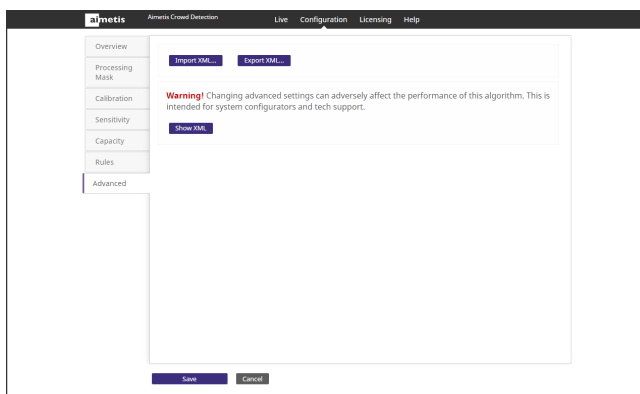 aimetis
Aimetis Crowd Detection
Live
Configuration
Licensing
Help
Overview
Processing
Mask
Calibration
Sensitivity
Capacity
Rules
Advanced
Import XML...
Export XML...
Warning! Changing advanced settings can adversely affect the performance of this algorithm. This is
intended for system configurators and tech support.
Show XML
Save
Cancel